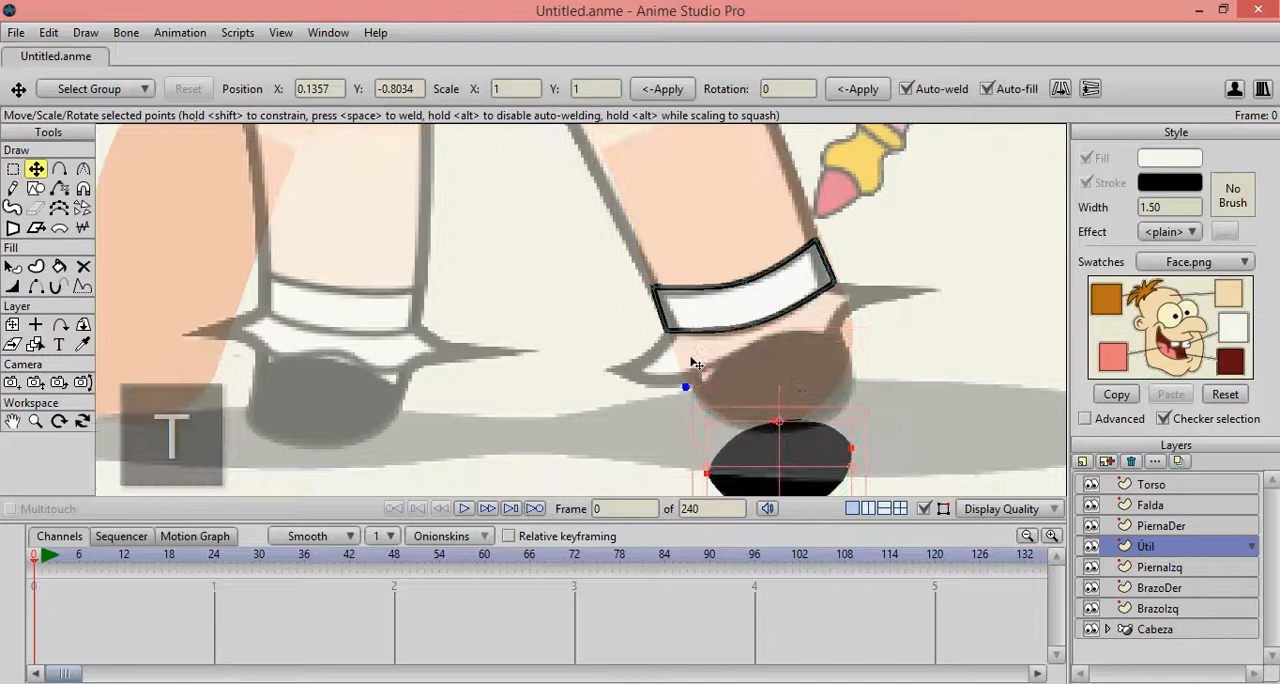 Untitled.anme - Anime Studio Pro
File Edit Draw Bone Animation Scripts View Window Help
Untitled.anme
Select Group Reset Position X: 0.1357 Y: -0.8034 Scale X: 1 Y: 1 <-Apply Rotation: 0 <-Apply Auto-weld Auto-fill
Move/Scale/Rotate selected points (hold <shift> to constrain, press <space> to weld, hold <alt> to disable auto-welding, hold <alt> while scaling to squash) Frame: 0
Tools
Draw
Fill
Layer
Camera
Workspace
T
Style
Fill
Stroke
No Brush
Width 1.50
Effect <plain> ...
Swatches Face.png
Copy Paste Reset
Advanced Checker selection
Layers
Torso
Falda
PiernaDer
Útil
PiernaIzq
BrazoDer
BrazoIzq
Cabeza
Multitouch Frame 0 of 240 Display Quality
Channels Sequencer Motion Graph Smooth 1 Onionskins Relative keyframing
0 6 12 18 24 30 36 42 48 54 60 66 72 78 84 90 96 102 108 114 120 126 132
0 1 2 3 4 5